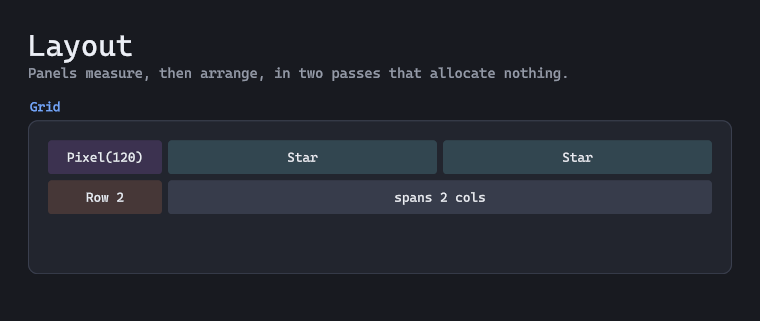 Layout
Panels measure, then arrange, in two passes that allocate nothing.
Grid
Pixel(120) Star Star
Row 2 spans 2 cols